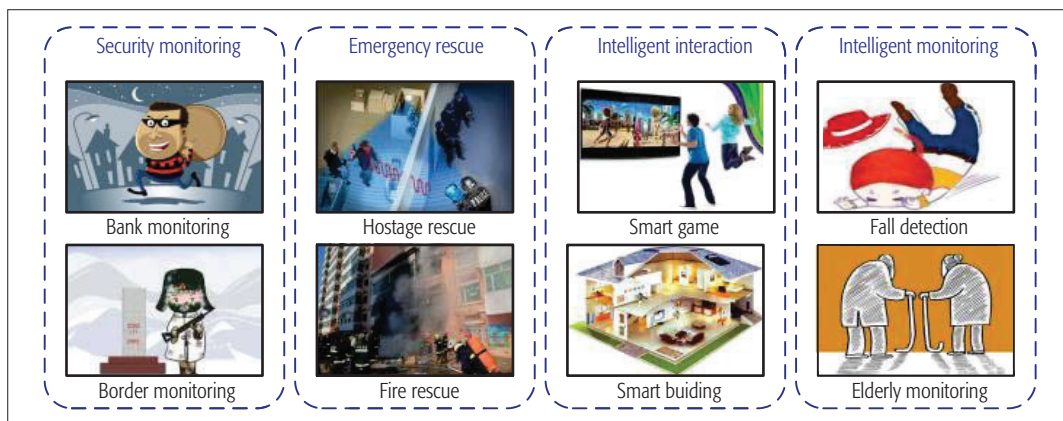 Security monitoring
Bank monitoring
Border monitoring
Emergency rescue
Hostage rescue
Fire rescue
Intelligent interaction
Smart game
Smart buiding
Intelligent monitoring
Fall detection
Elderly monitoring